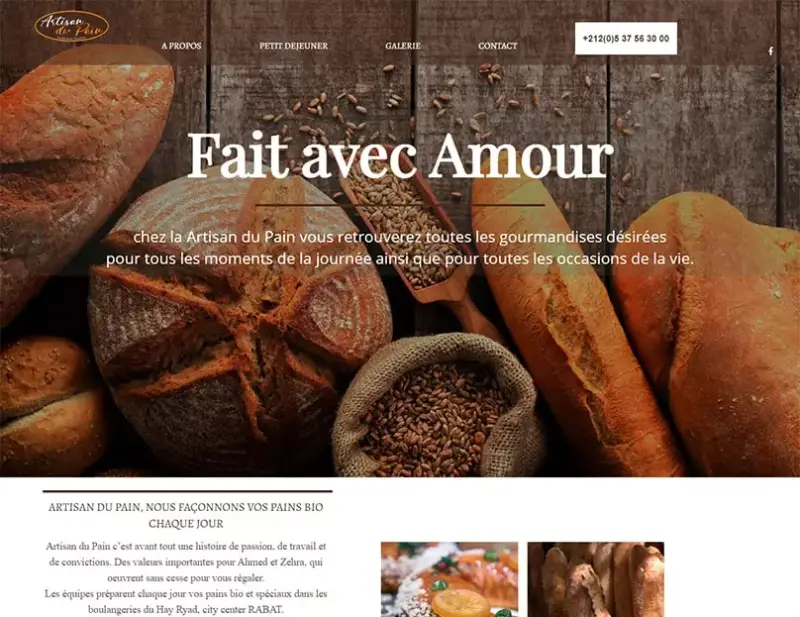 Artisan
du Pain
A PROPOS
PETIT DEJEUNER
GALERIE
CONTACT
+212(0)5 37 56 30 00
f
Fait avec Amour
chez la Artisan du Pain vous retrouverez toutes les gourmandises désirées
pour tous les moments de la journée ainsi que pour toutes les occasions de la vie.
ARTISAN DU PAIN, NOUS FAÇONNONS VOS PAINS BIO
CHAQUE JOUR
Artisan du Pain c’est avant tout une histoire de passion, de travail et
de convictions. Des valeurs importantes pour Ahmed et Zehra, qui
oeuvrent sans cesse pour vous régaler.
Les équipes préparent chaque jour vos pains bio et spéciaux dans les
boulangeries du Hay Ryad, city center RABAT.